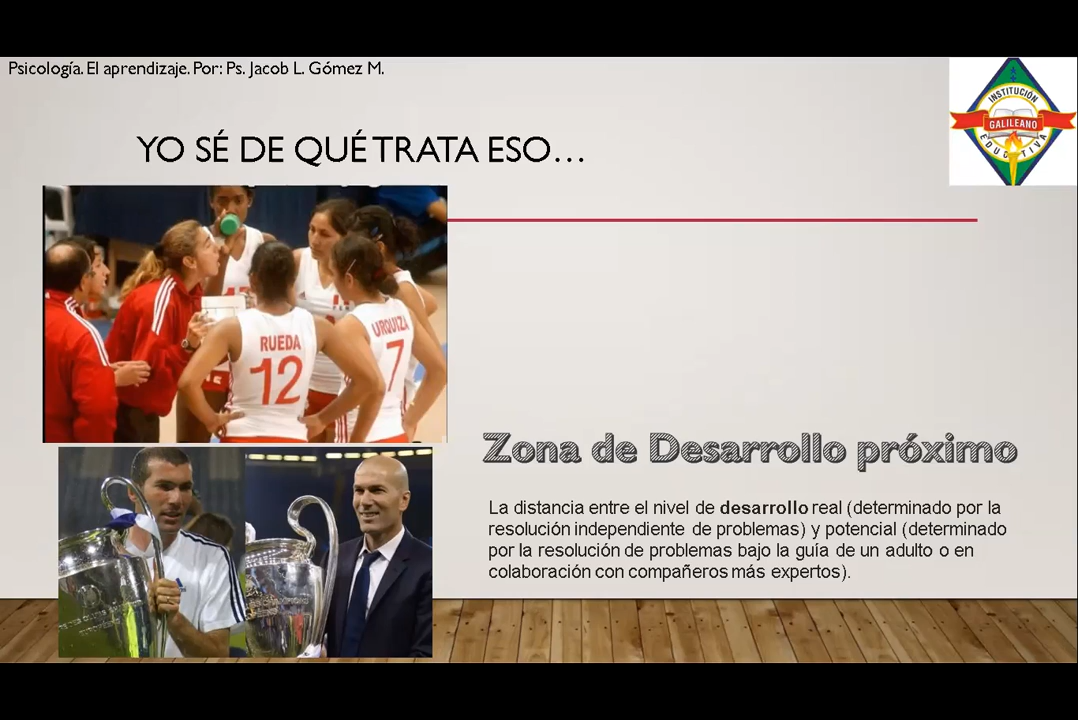 Psicología. El aprendizaje. Por: Ps. Jacob L. Gómez M.
INSTITUCIÓN
GALILEANO
EDUCATIVA
YO SÉ DE QUÉ TRATA ESO…
RUEDA
12
URQUIZA
7
Zona de Desarrollo próximo
La distancia entre el nivel de desarrollo real (determinado por la
resolución independiente de problemas) y potencial (determinado
por la resolución de problemas bajo la guía de un adulto o en
colaboración con compañeros más expertos).